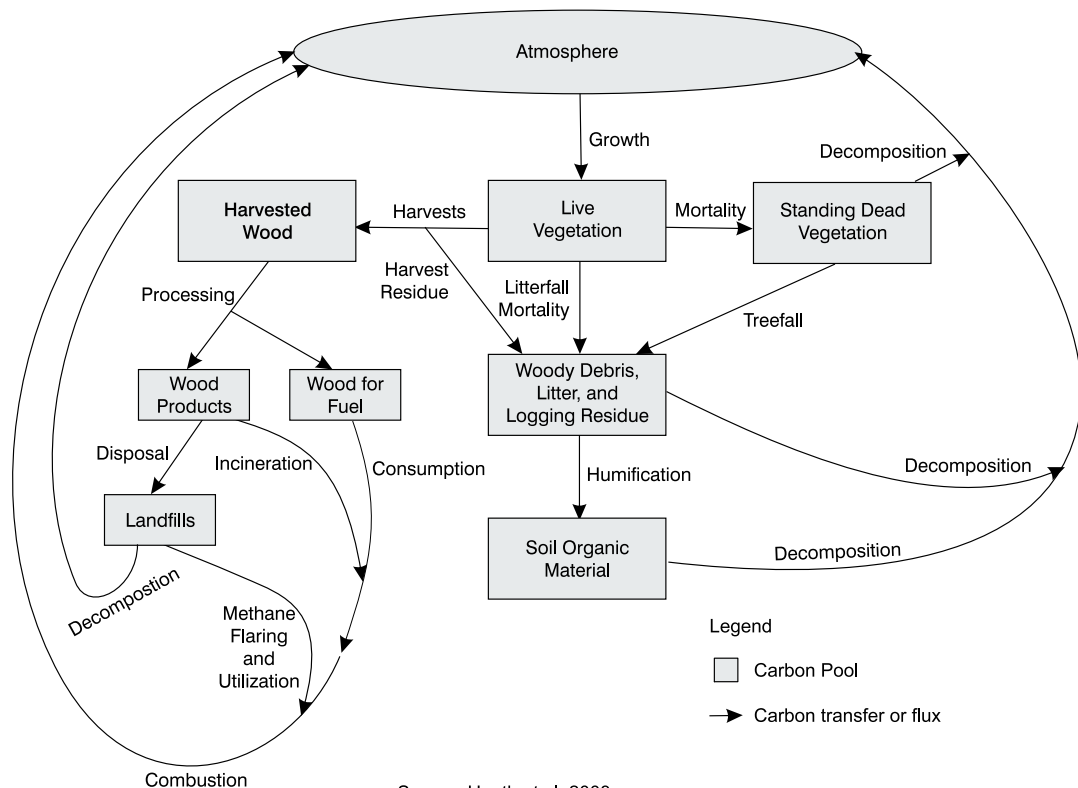 Atmosphere
Growth
Decomposition
Harvested
Wood
Harvests
Live
Vegetation
Mortality
Standing Dead
Vegetation
Harvest
Residue
Litterfall
Mortality
Treefall
Processing
Wood
Products
Wood for
Fuel
Woody Debris,
Litter, and
Logging Residue
Disposal
Incineration
Consumption
Decomposition
Humification
Landfills
Soil Organic
Material
Decomposition
Decompostion
Methane
Flaring
and
Utilization
Legend
Carbon Pool
Carbon transfer or flux
Combustion